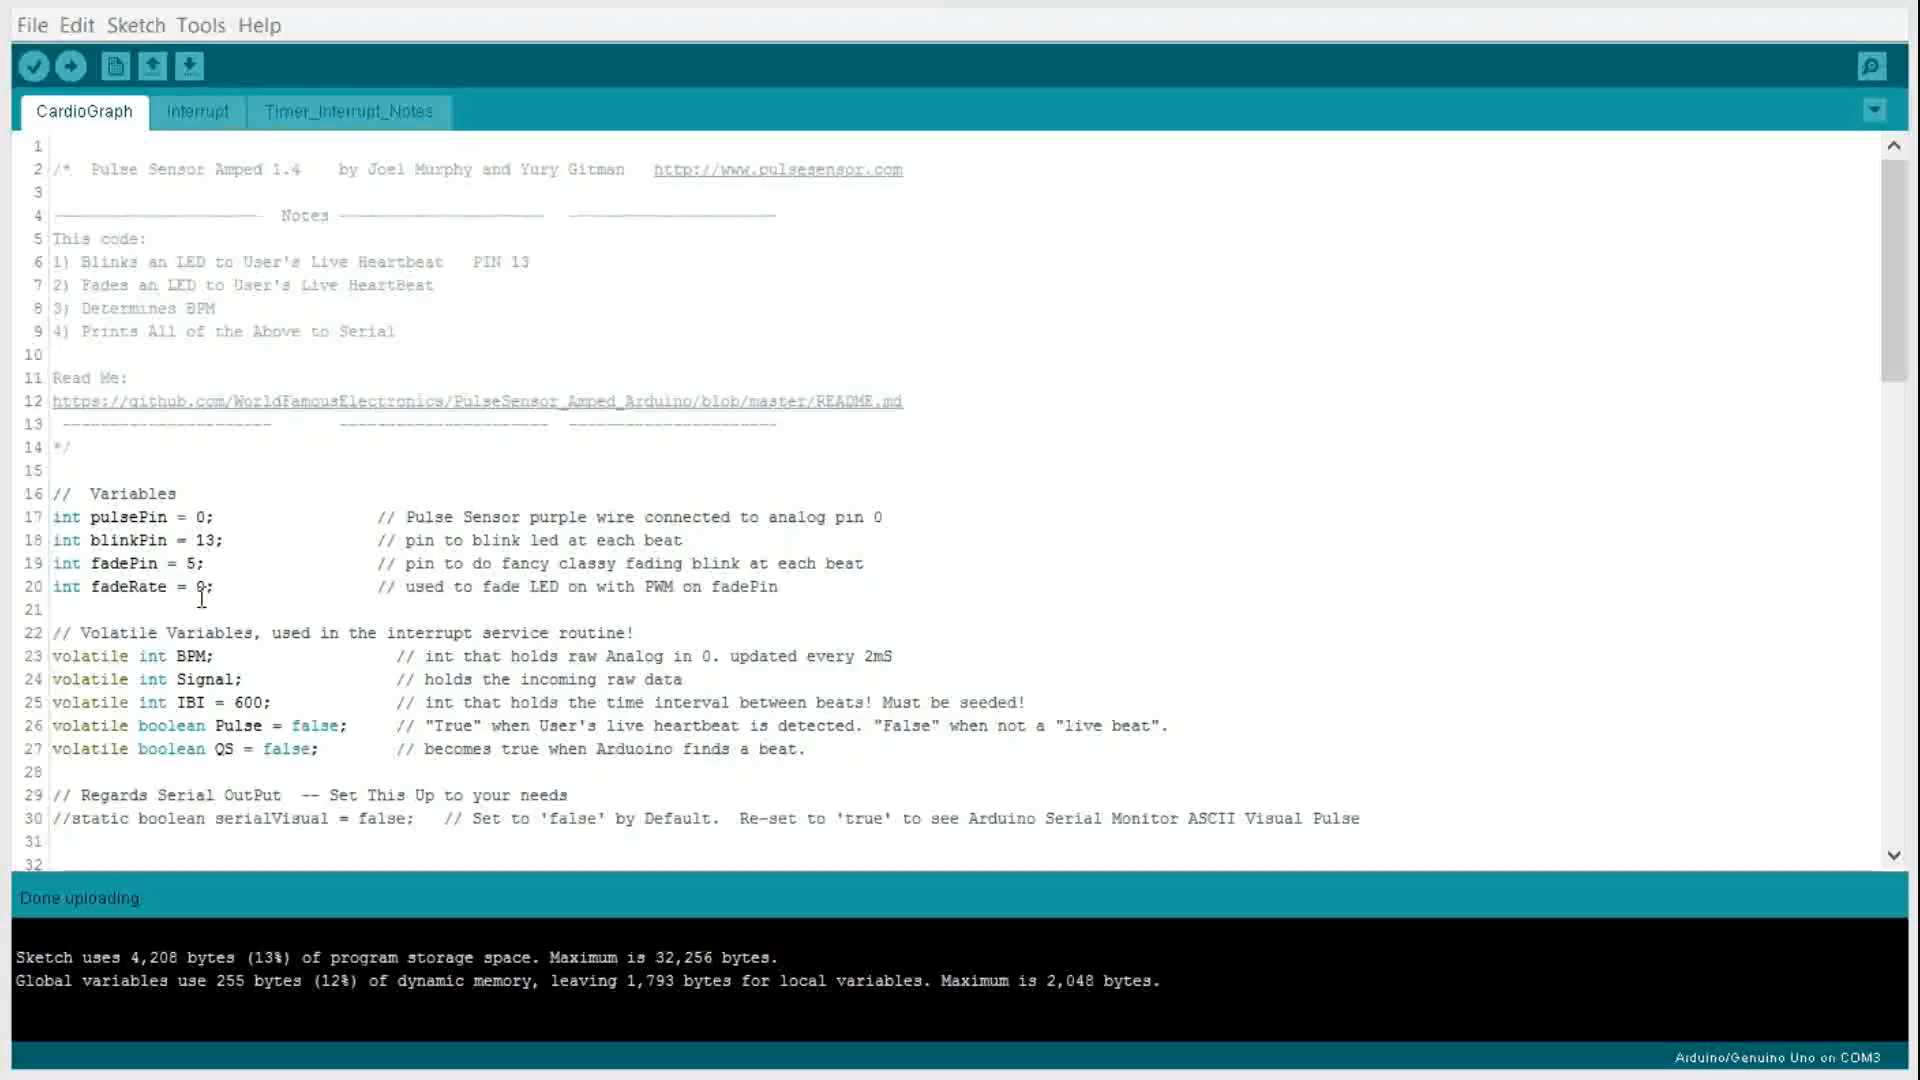 File Edit Sketch Tools Help
CardioGraph Interrupt Timer_Interrupt_Notes
1
2 /* Pulse Sensor Amped 1.4 by Joel Murphy and Yury Gitman http://www.pulsesensor.com
3
4 ---------------------- Notes ---------------------- ----------------------
5 This code:
6 1) Blinks an LED to User's Live Heartbeat PIN 13
7 2) Fades an LED to User's Live HeartBeat
8 3) Determines BPM
9 4) Prints All of the Above to Serial
10
11 Read Me:
12 https://github.com/WorldFamousElectronics/PulseSensor_Amped_Arduino/blob/master/README.md
13 ---------------------- ---------------------- ----------------------
14 */
15
16 // Variables
17 int pulsePin = 0; // Pulse Sensor purple wire connected to analog pin 0
18 int blinkPin = 13; // pin to blink led at each beat
19 int fadePin = 5; // pin to do fancy classy fading blink at each beat
20 int fadeRate = 0; // used to fade LED on with PWM on fadePin
21
22 // Volatile Variables, used in the interrupt service routine!
23 volatile int BPM; // int that holds raw Analog in 0. updated every 2mS
24 volatile int Signal; // holds the incoming raw data
25 volatile int IBI = 600; // int that holds the time interval between beats! Must be seeded!
26 volatile boolean Pulse = false; // "True" when User's live heartbeat is detected. "False" when not a "live beat".
27 volatile boolean QS = false; // becomes true when Arduoino finds a beat.
28
29 // Regards Serial OutPut -- Set This Up to your needs
30 //static boolean serialVisual = false; // Set to 'false' by Default. Re-set to 'true' to see Arduino Serial Monitor ASCII Visual Pulse
31
32
Done uploading.
Sketch uses 4,208 bytes (13%) of program storage space. Maximum is 32,256 bytes.
Global variables use 255 bytes (12%) of dynamic memory, leaving 1,793 bytes for local variables. Maximum is 2,048 bytes.
Arduino/Genuino Uno on COM3